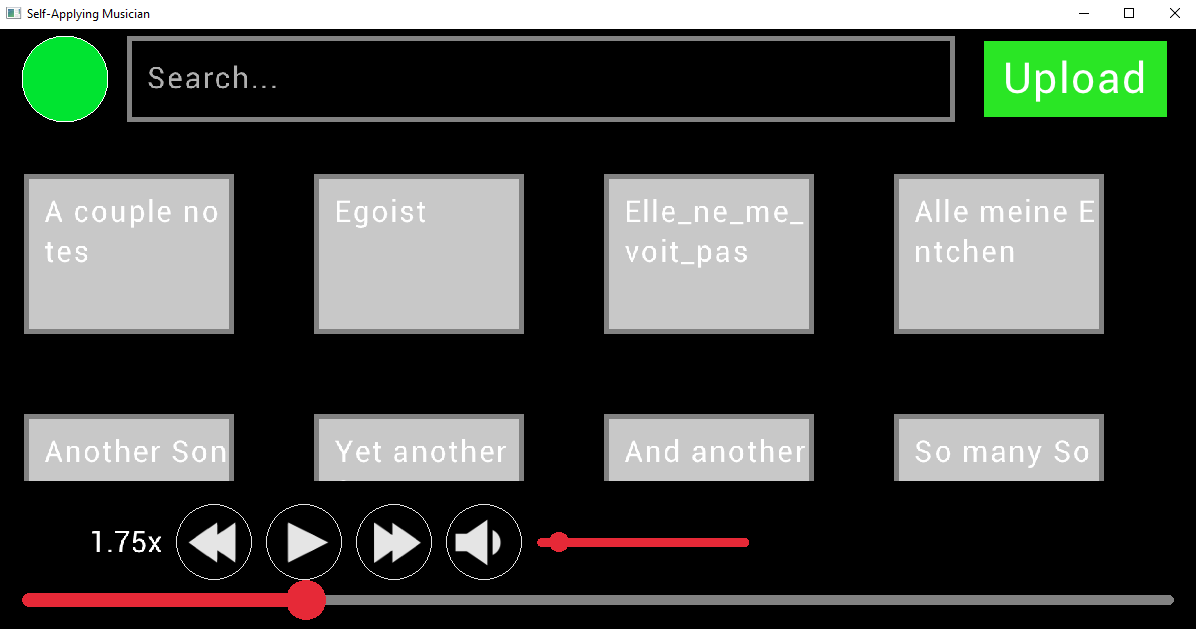 Self-Applying Musician
Search...
Upload
A couple no
tes
Egoist
Elle_ne_me_
voit_pas
Alle meine E
ntchen
Another Son
Yet another
And another
So many So
1.75x